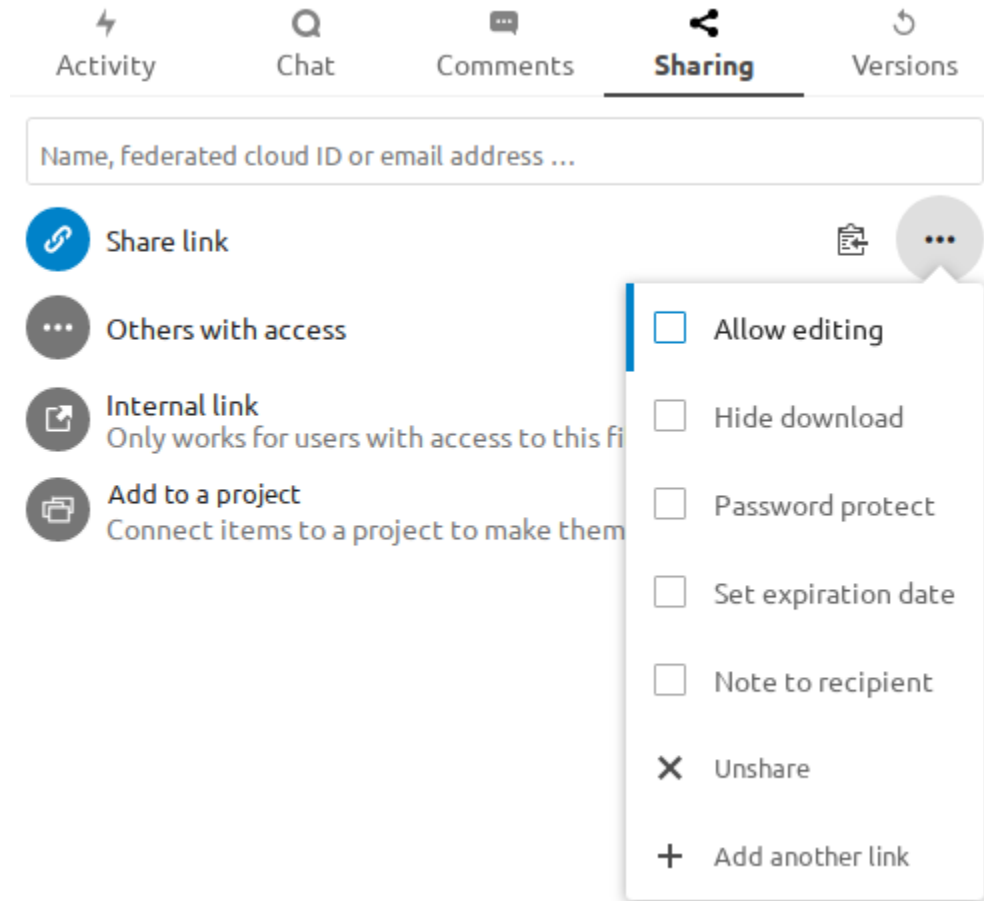 Activity
Chat
Comments
Sharing
Versions
Name, federated cloud ID or email address ...
Share link
Others with access
Internal link
Only works for users with access to this fi
Add to a project
Connect items to a project to make them
Allow editing
Hide download
Password protect
Set expiration date
Note to recipient
Unshare
Add another link